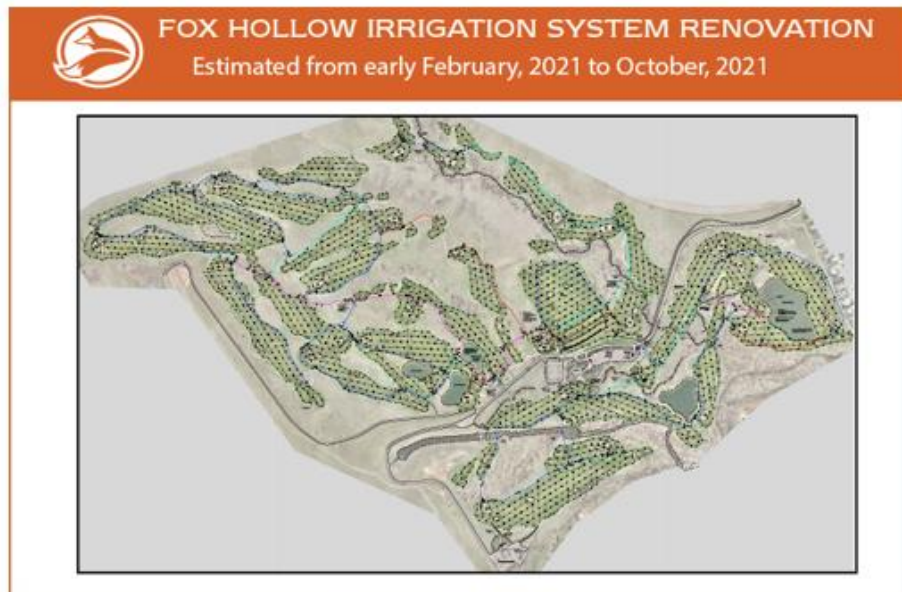 FOX HOLLOW IRRIGATION SYSTEM RENOVATION
Estimated from early February, 2021 to October, 2021